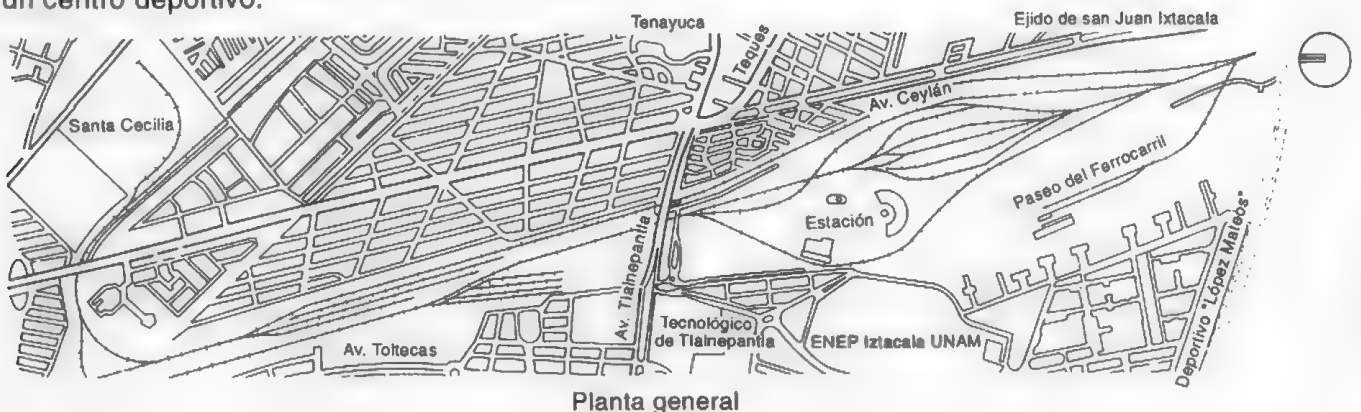 un centro deportivo.
Tenayuca
Teques
Ejido de san Juan Ixtacala
Santa Cecilia
Av. Ceylán
Paseo del Ferrocarril
Estación
Av. Tlalnepantla
Deportivo "López Mateos"
Av. Toltecas
Tecnológico
de Tlalnepantla
ENEP Iztacala UNAM
Planta general